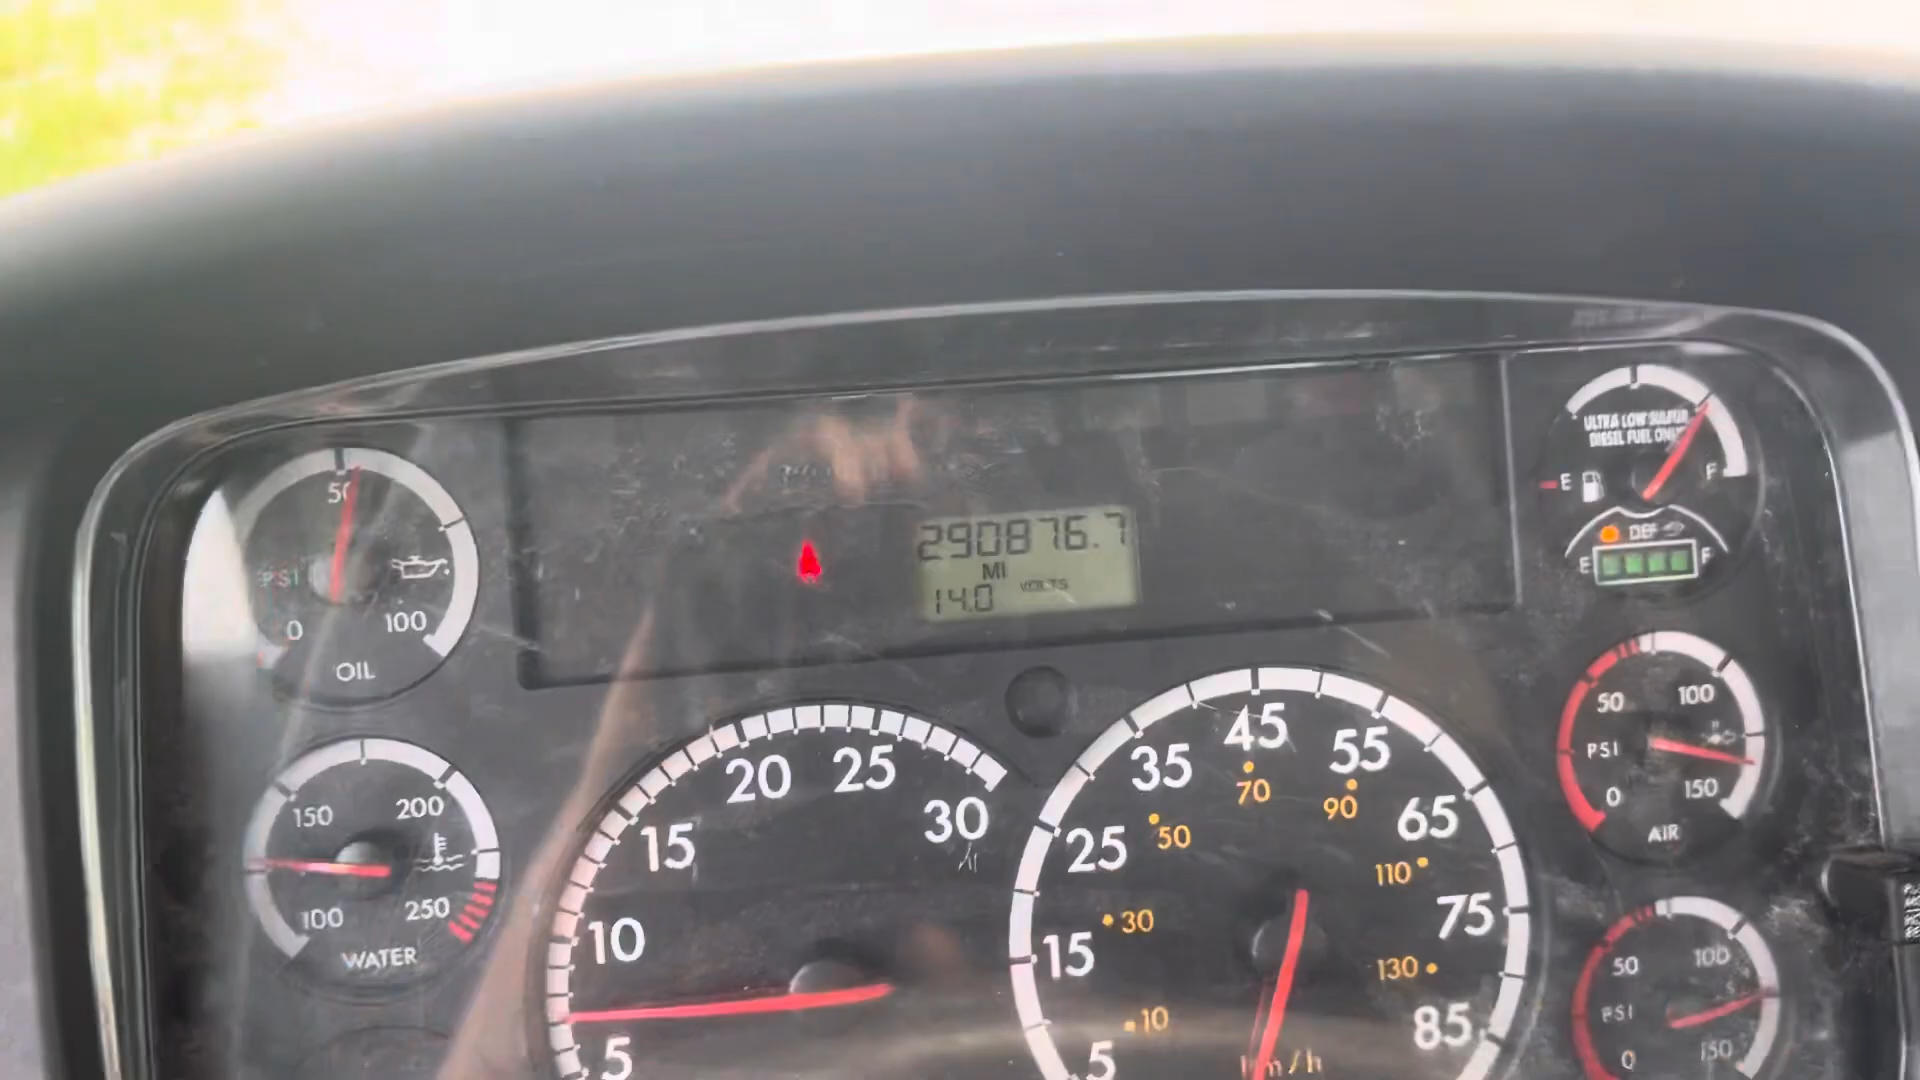 ULTRA LOW SULFUR
DIESEL FUEL ONLY
E
F
DEF
E
F
50
PSI
0
100
OIL
290876.7
MI
14.0 VOLTS
150
200
100
250
WATER
.5
10
15
20
25
30
.5
15
25
35
45
55
65
75
85
10
30
50
70
90
110
130
km/h
50
100
PSI
0
150
AIR
50
100
PSI
0
150